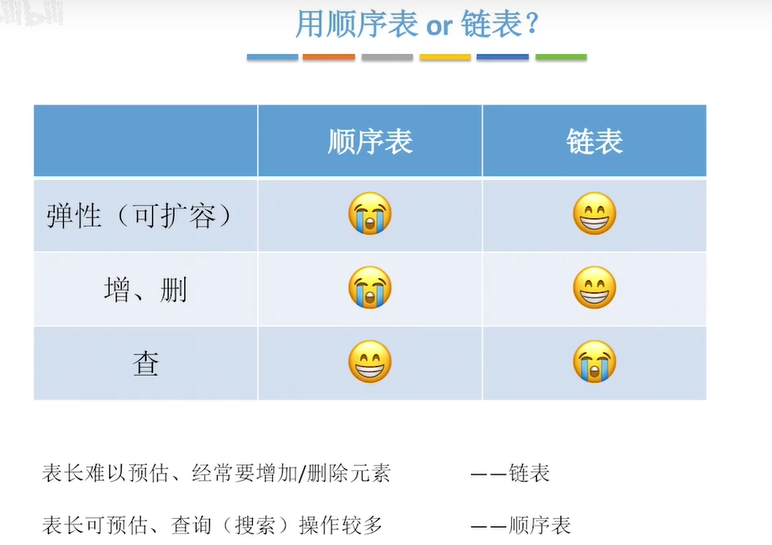 用顺序表 or 链表？
顺序表 链表
弹性（可扩容）
增、删
查
表长难以预估、经常要增加/删除元素 ——链表
表长可预估、查询（搜索）操作较多 ——顺序表